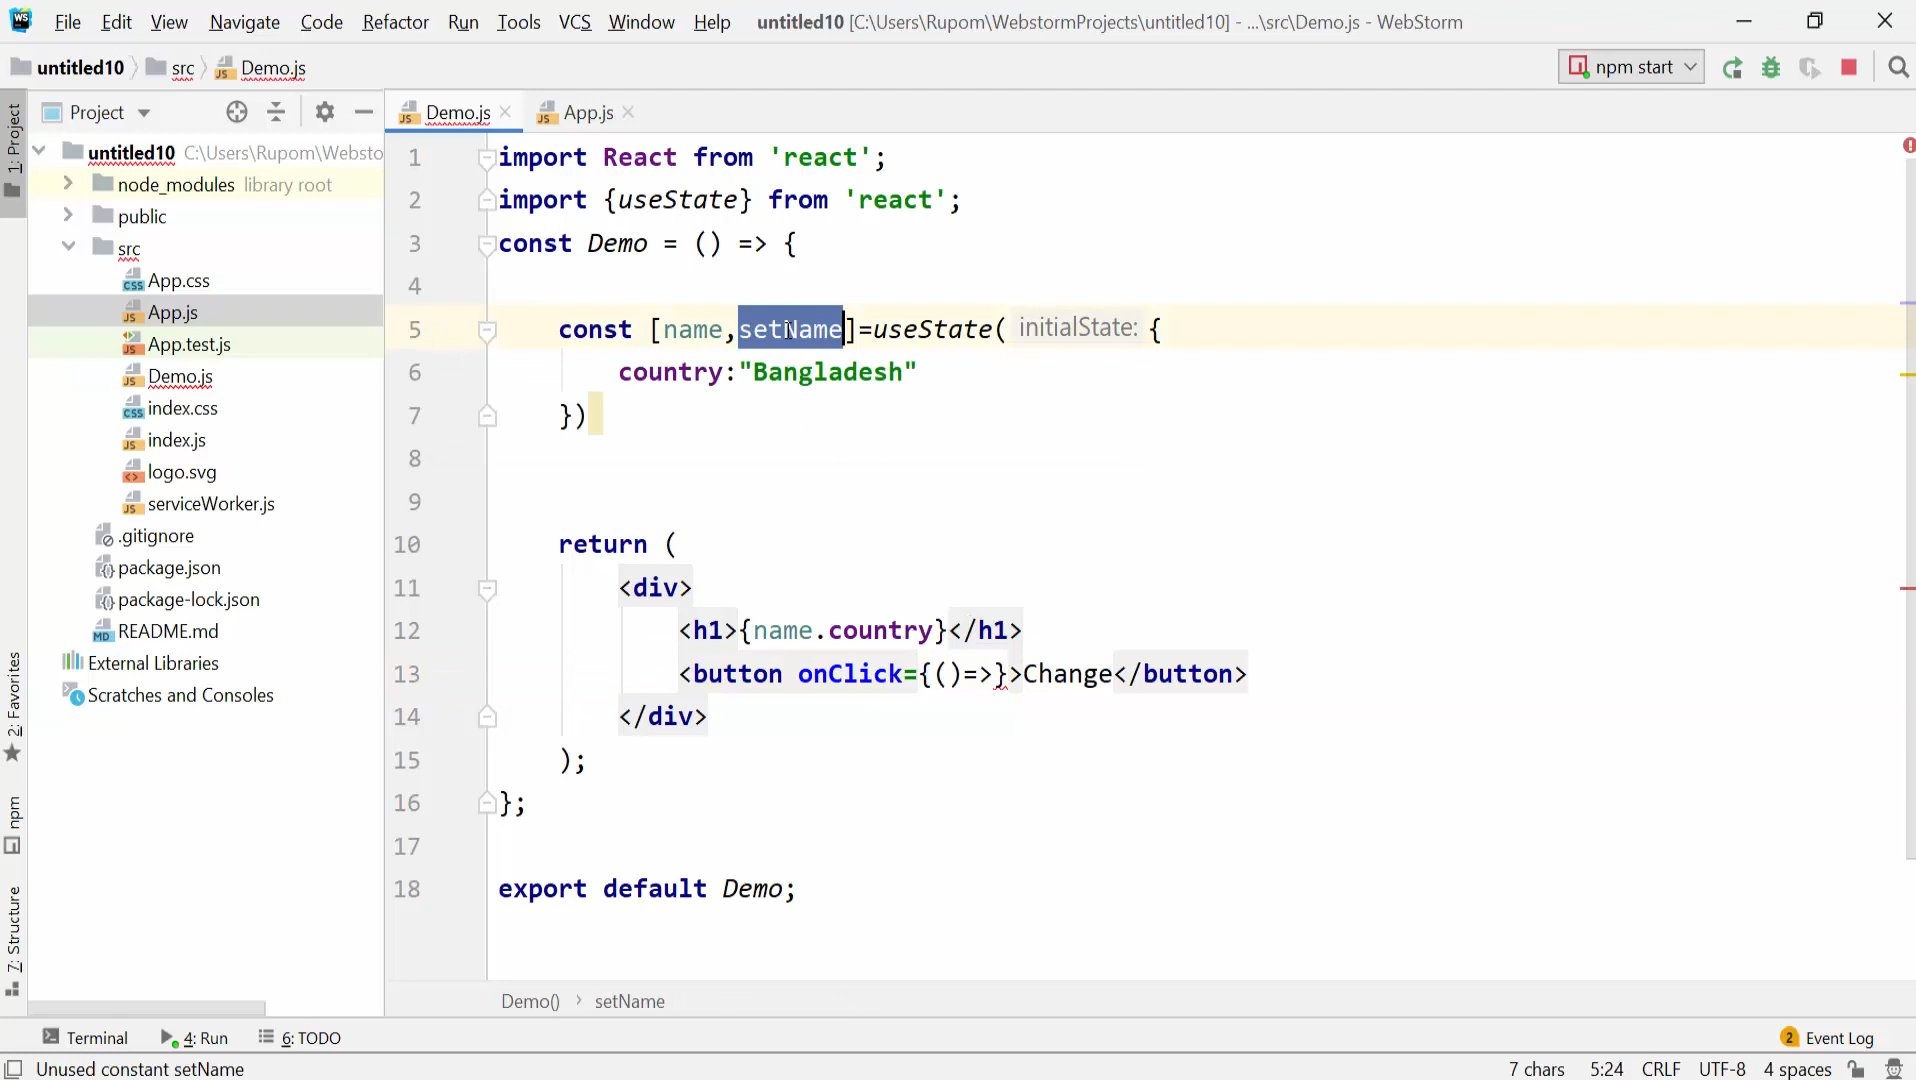 WS File Edit View Navigate Code Refactor Run Tools VCS Window Help untitled10 [C:\Users\Rupom\WebstormProjects\untitled10] - ...\src\Demo.js - WebStorm
untitled10 src Demo.js npm start
Project Demo.js App.js
1: Project
untitled10 C:\Users\Rupom\Websto
node_modules library root
public
src
App.css
App.js
App.test.js
Demo.js
index.css
index.js
logo.svg
serviceWorker.js
.gitignore
package.json
package-lock.json
README.md
External Libraries
Scratches and Consoles
2: Favorites
npm
7: Structure
1 import React from 'react';
2 import {useState} from 'react';
3 const Demo = () => {
4
5 const [name,setName]=useState( initialState: {
6 country:"Bangladesh"
7 })
8
9
10 return (
11 <div>
12 <h1>{name.country}</h1>
13 <button onClick={()=>}>Change</button>
14 </div>
15 );
16 };
17
18 export default Demo;
Demo() › setName
Terminal 4: Run 6: TODO 2 Event Log
Unused constant setName 7 chars 5:24 CRLF UTF-8 4 spaces